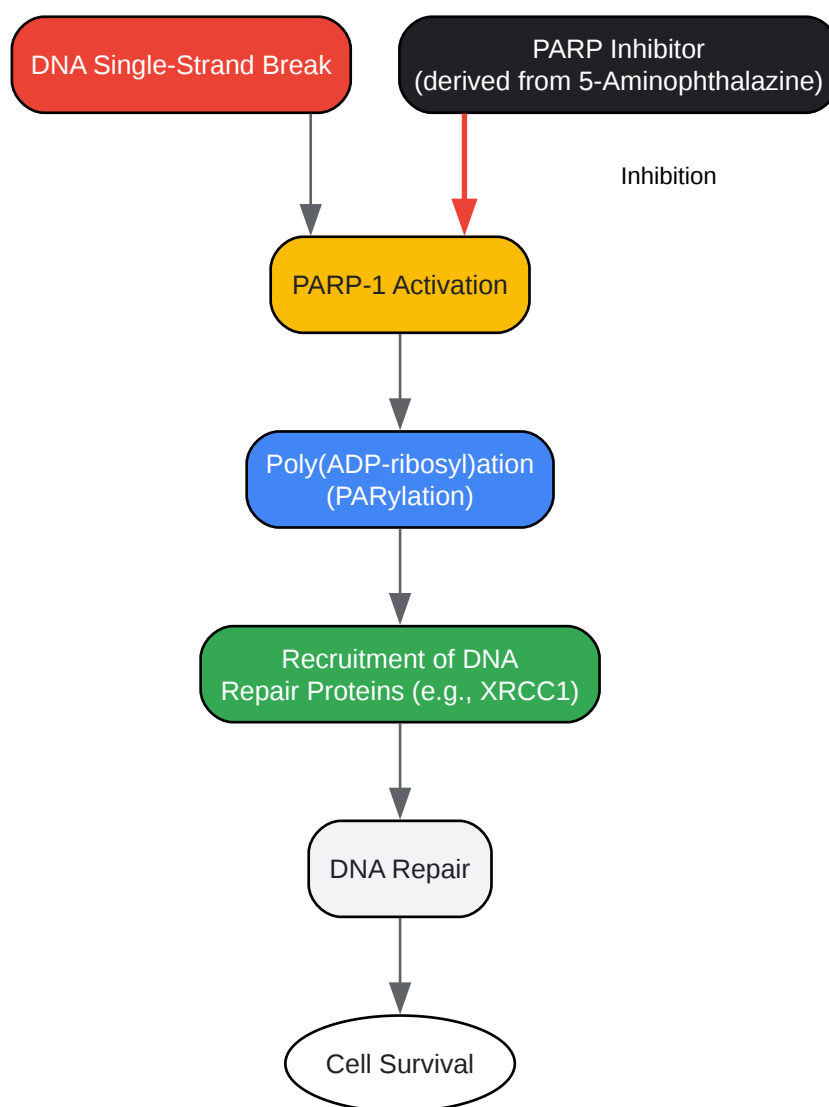 DNA Single-Strand Break
PARP Inhibitor
(derived from 5-Aminophthalazine)
Inhibition
PARP-1 Activation
Poly(ADP-ribosyl)ation
(PARylation)
Recruitment of DNA
Repair Proteins (e.g., XRCC1)
DNA Repair
Cell Survival